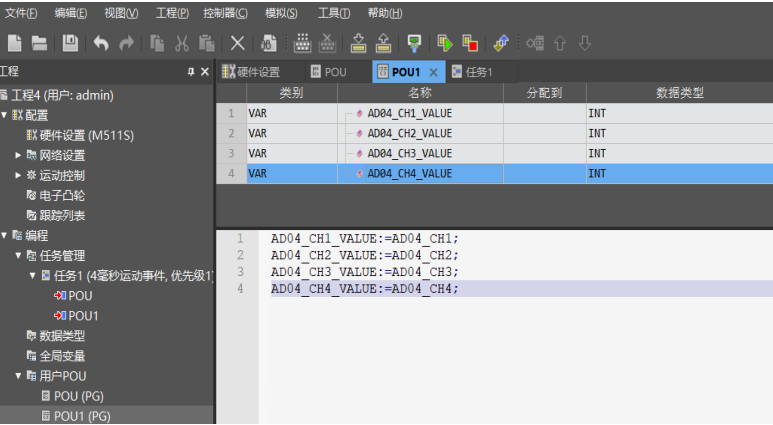 文件(F) 编辑(E) 视图(V) 工程(P) 控制器(C) 模拟(S) 工具(T) 帮助(H)
工程
硬件设置 POU POU1 任务1
工程4 (用户: admin)
配置
硬件设置 (M511S)
网络设置
运动控制
电子凸轮
跟踪列表
编程
任务管理
任务1 (4毫秒运动事件, 优先级1)
POU
POU1
数据类型
全局变量
用户POU
POU (PG)
POU1 (PG)
类别 名称 分配到 数据类型
1 VAR AD04_CH1_VALUE INT
2 VAR AD04_CH2_VALUE INT
3 VAR AD04_CH3_VALUE INT
4 VAR AD04_CH4_VALUE INT
1 AD04_CH1_VALUE:=AD04_CH1;
2 AD04_CH2_VALUE:=AD04_CH2;
3 AD04_CH3_VALUE:=AD04_CH3;
4 AD04_CH4_VALUE:=AD04_CH4;